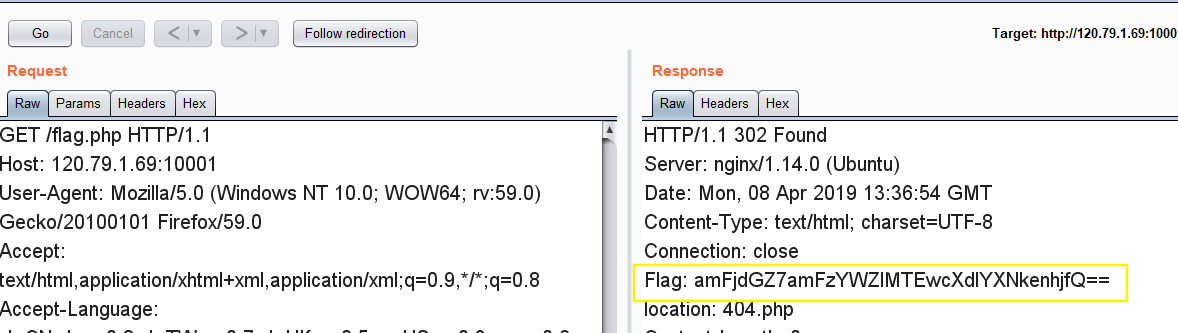 Go Cancel < > Follow redirection Target: http://120.79.1.69:1000
Request
Raw Params Headers Hex
GET /flag.php HTTP/1.1
Host: 120.79.1.69:10001
User-Agent: Mozilla/5.0 (Windows NT 10.0; WOW64; rv:59.0)
Gecko/20100101 Firefox/59.0
Accept:
text/html,application/xhtml+xml,application/xml;q=0.9,*/*;q=0.8
Accept-Language:
Response
Raw Headers Hex
HTTP/1.1 302 Found
Server: nginx/1.14.0 (Ubuntu)
Date: Mon, 08 Apr 2019 13:36:54 GMT
Content-Type: text/html; charset=UTF-8
Connection: close
Flag: amFjdGZ7amFzYWZlMTEwcXdlYXNkenhjfQ==
location: 404.php